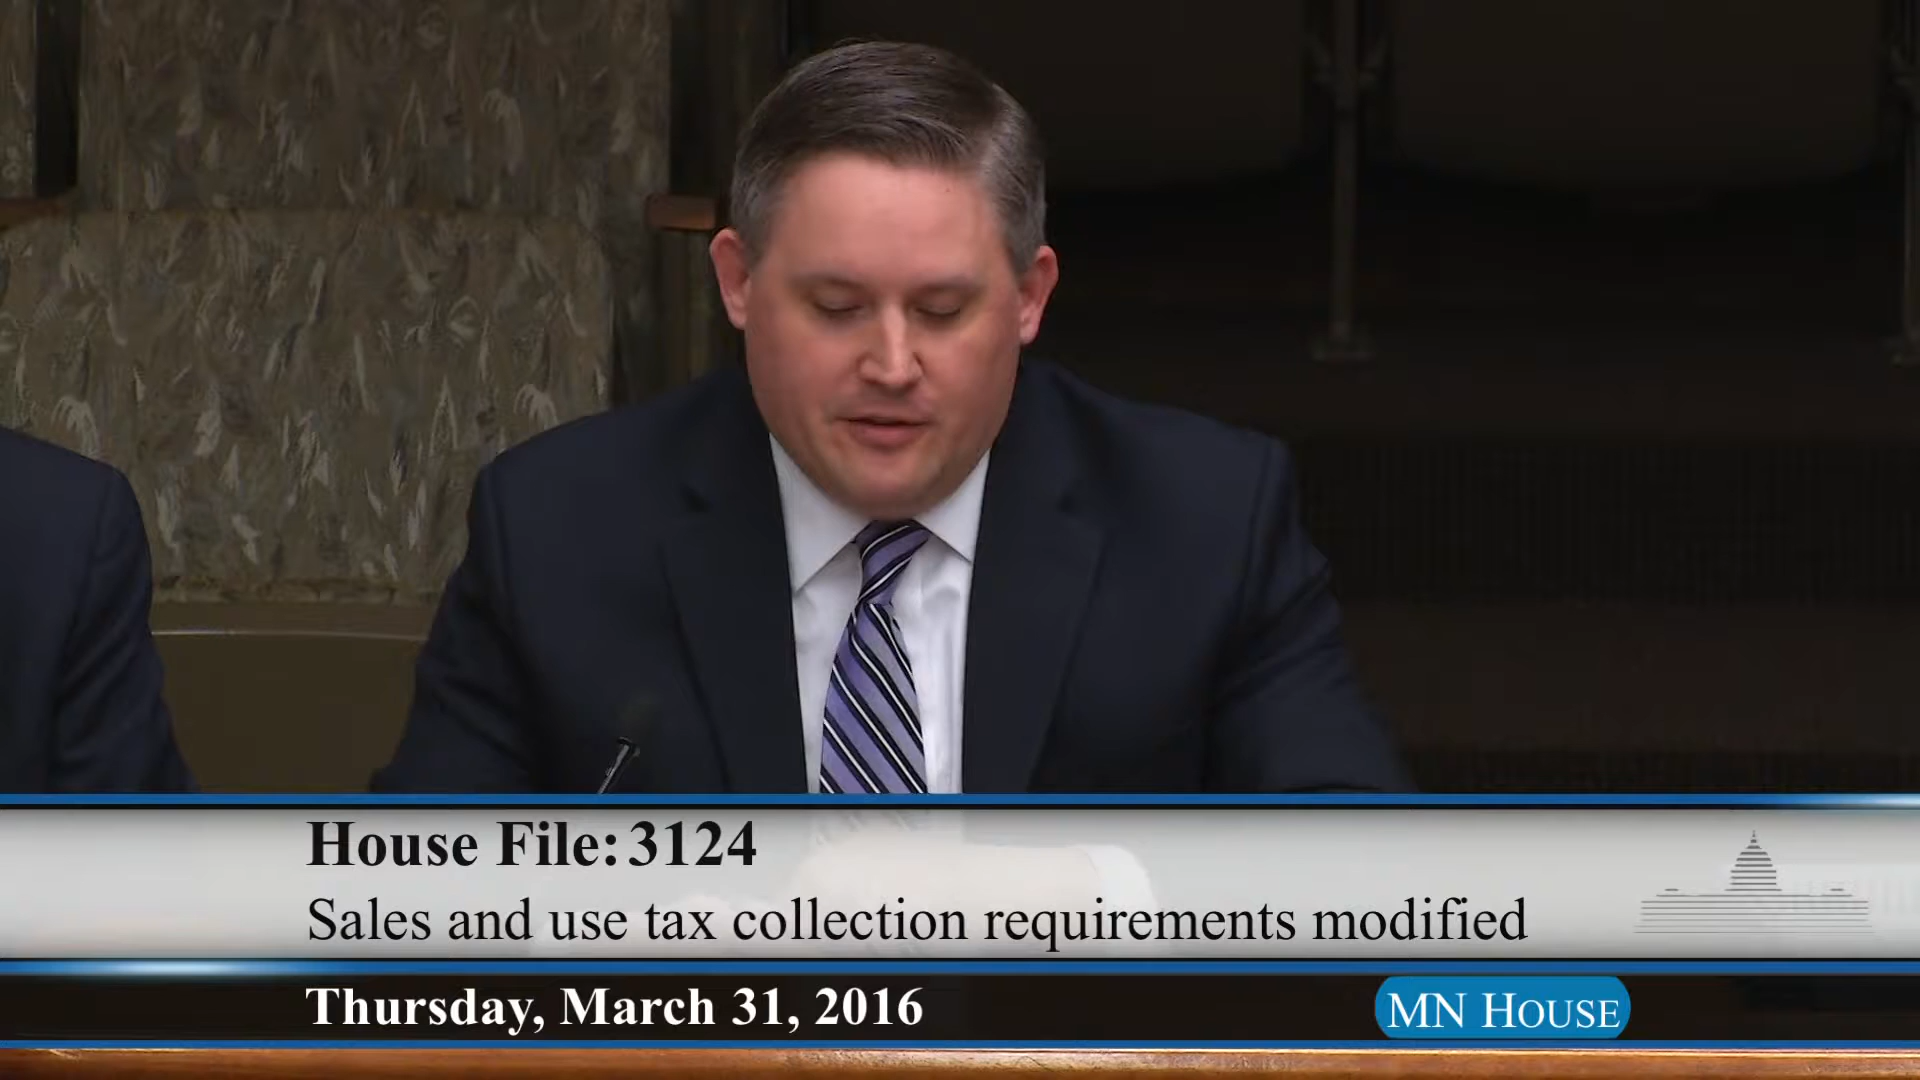 House File: 3124
Sales and use tax collection requirements modified
Thursday, March 31, 2016
MN HOUSE